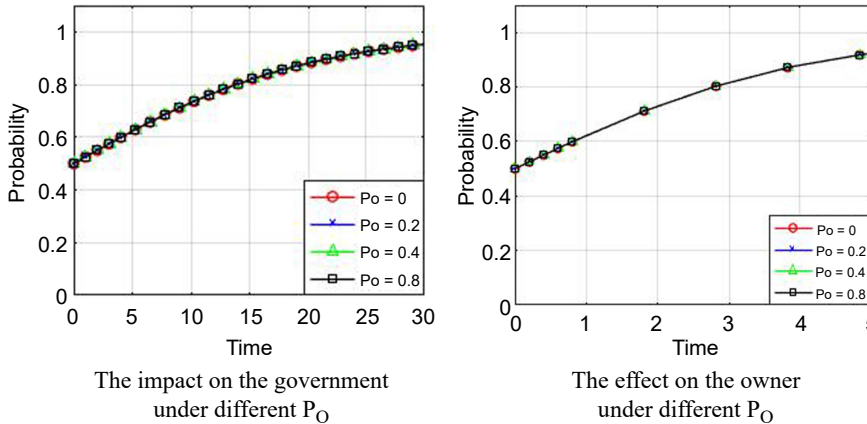 Probability
1
0.8
0.6
0.4
0.2
0
0 5 10 15 20 25 30
Time
Po = 0
Po = 0.2
Po = 0.4
Po = 0.8
The impact on the government
under different P_O
Probability
1
0.8
0.6
0.4
0.2
0
0 1 2 3 4
Time
Po = 0
Po = 0.2
Po = 0.4
Po = 0.8
The effect on the owner
under different P_O